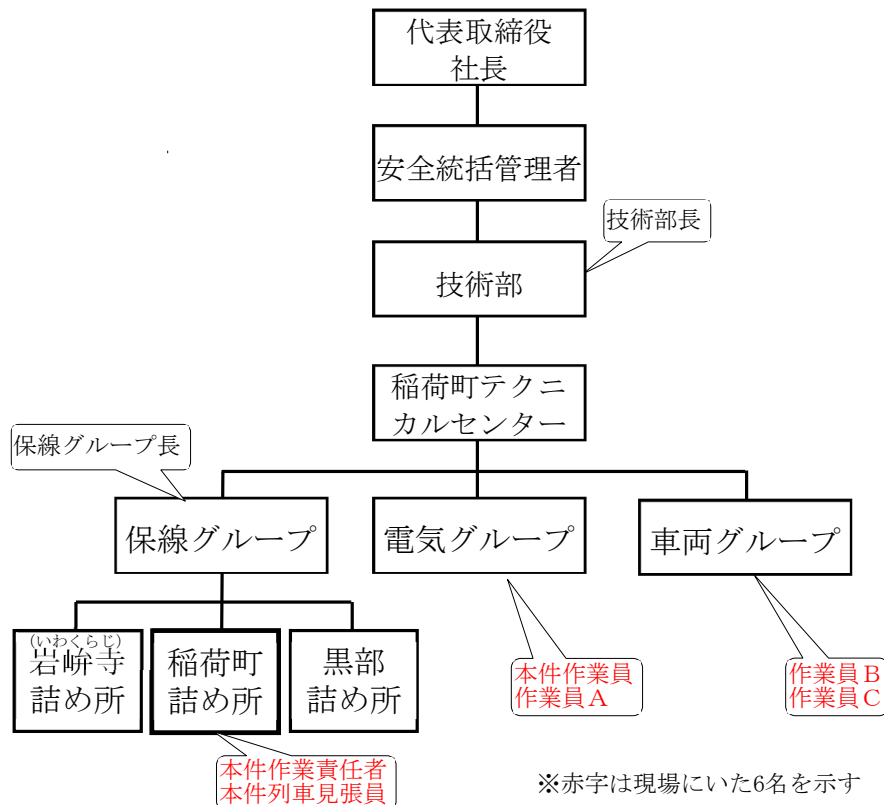 代表取締役
社長
安全統括管理者
技術部長
技術部
稲荷町テクニ
カルセンター
保線グループ長
保線グループ
電気グループ
車両グループ
(いわくらじ)
岩峅寺
詰め所
稲荷町
詰め所
黒部
詰め所
本件作業員
作業員A
作業員B
作業員C
本件作業責任者
本件列車見張員
※赤字は現場にいた6名を示す